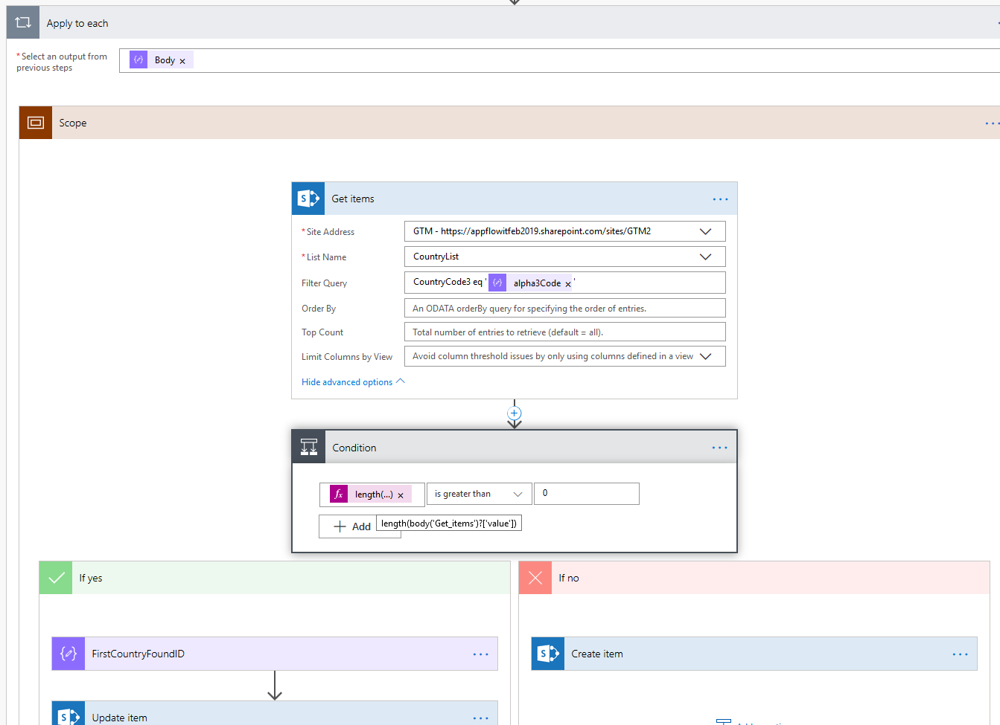 Apply to each
* Select an output from
previous steps
Body ×
Scope
Get items
* Site Address
GTM - https://appflowitfeb2019.sharepoint.com/sites/GTM2
* List Name
CountryList
Filter Query
CountryCode3 eq ' alpha3Code × '
Order By
An ODATA orderBy query for specifying the order of entries.
Top Count
Total number of entries to retrieve (default = all).
Limit Columns by View
Avoid column threshold issues by only using columns defined in a view
Hide advanced options
Condition
fx length(...) ×
is greater than
0
+ Add
length(body('Get_items')?['value'])
If yes
If no
FirstCountryFoundID
Create item
Update item